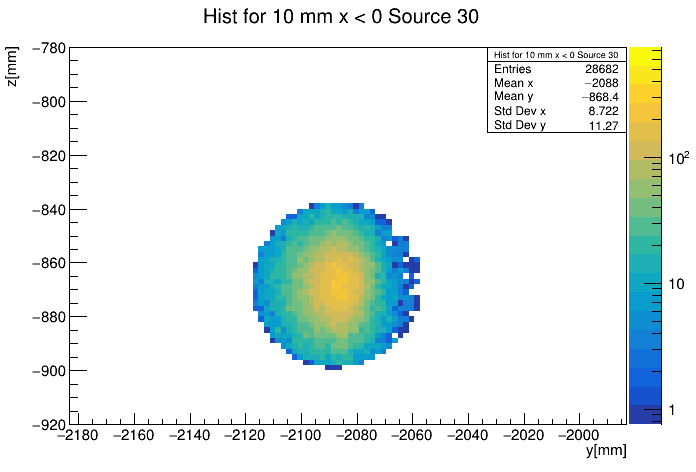 Hist for 10 mm x < 0 Source 30
z[mm]
−780
−800
−820
−840
−860
−880
−900
−920
Hist for 10 mm x < 0 Source 30
Entries 28682
Mean x −2088
Mean y −868.4
Std Dev x 8.722
Std Dev y 11.27
10²
10
1
−2180 −2160 −2140 −2120 −2100 −2080 −2060 −2040 −2020 −2000
y[mm]